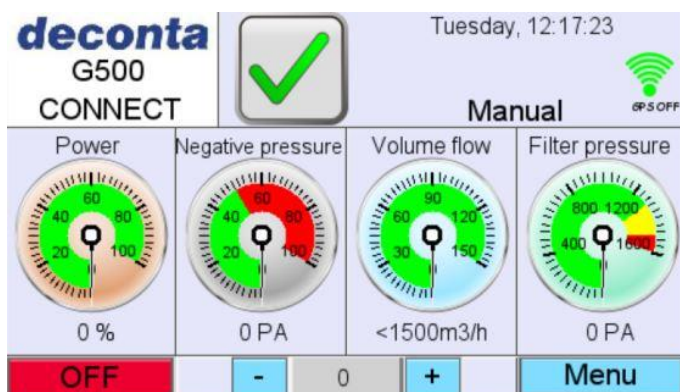 deconta
G500
CONNECT
Tuesday, 12:17:23
Manual
GPS OFF
Power
Negative pressure
Volume flow
Filter pressure
20 40 60 80 100
20 40 60 80 100
30 60 90 120 150
400 800 1200 1600
0 %
0 PA
<1500m3/h
0 PA
OFF
-
0
+
Menu